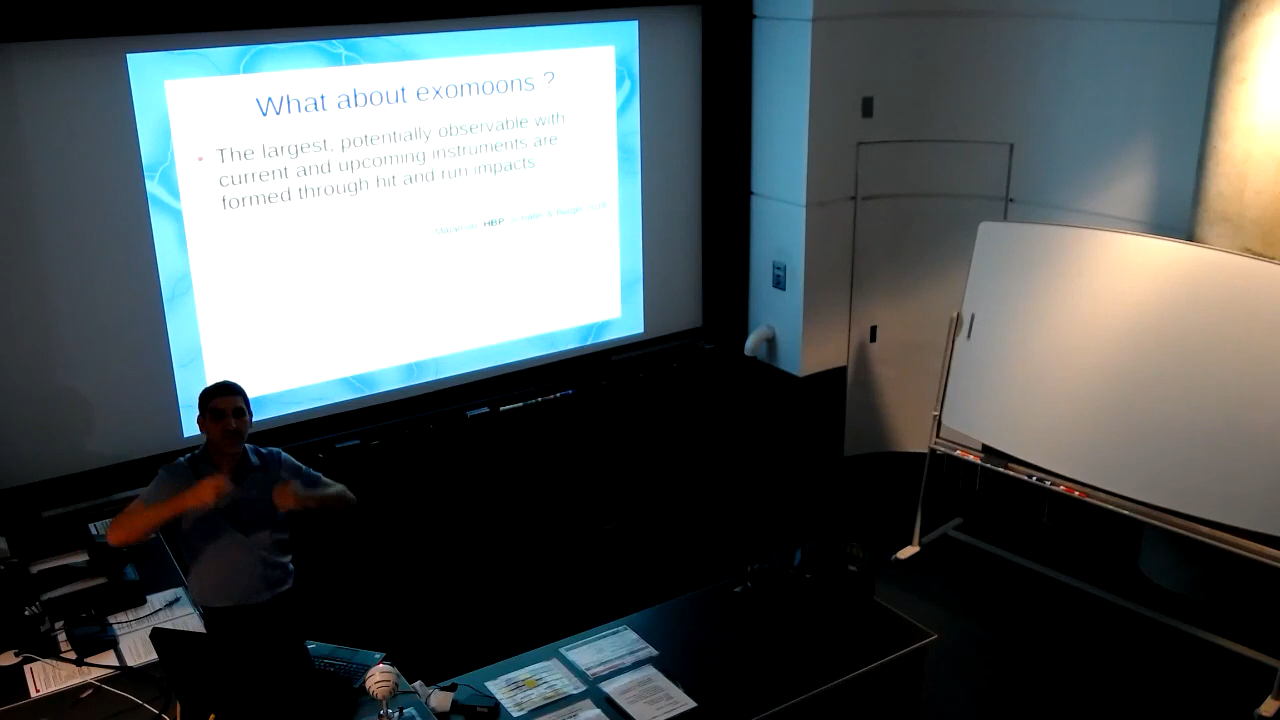 What about exomoons ?
The largest, potentially observable with
current and upcoming instruments are
formed through hit and run impacts
HBP